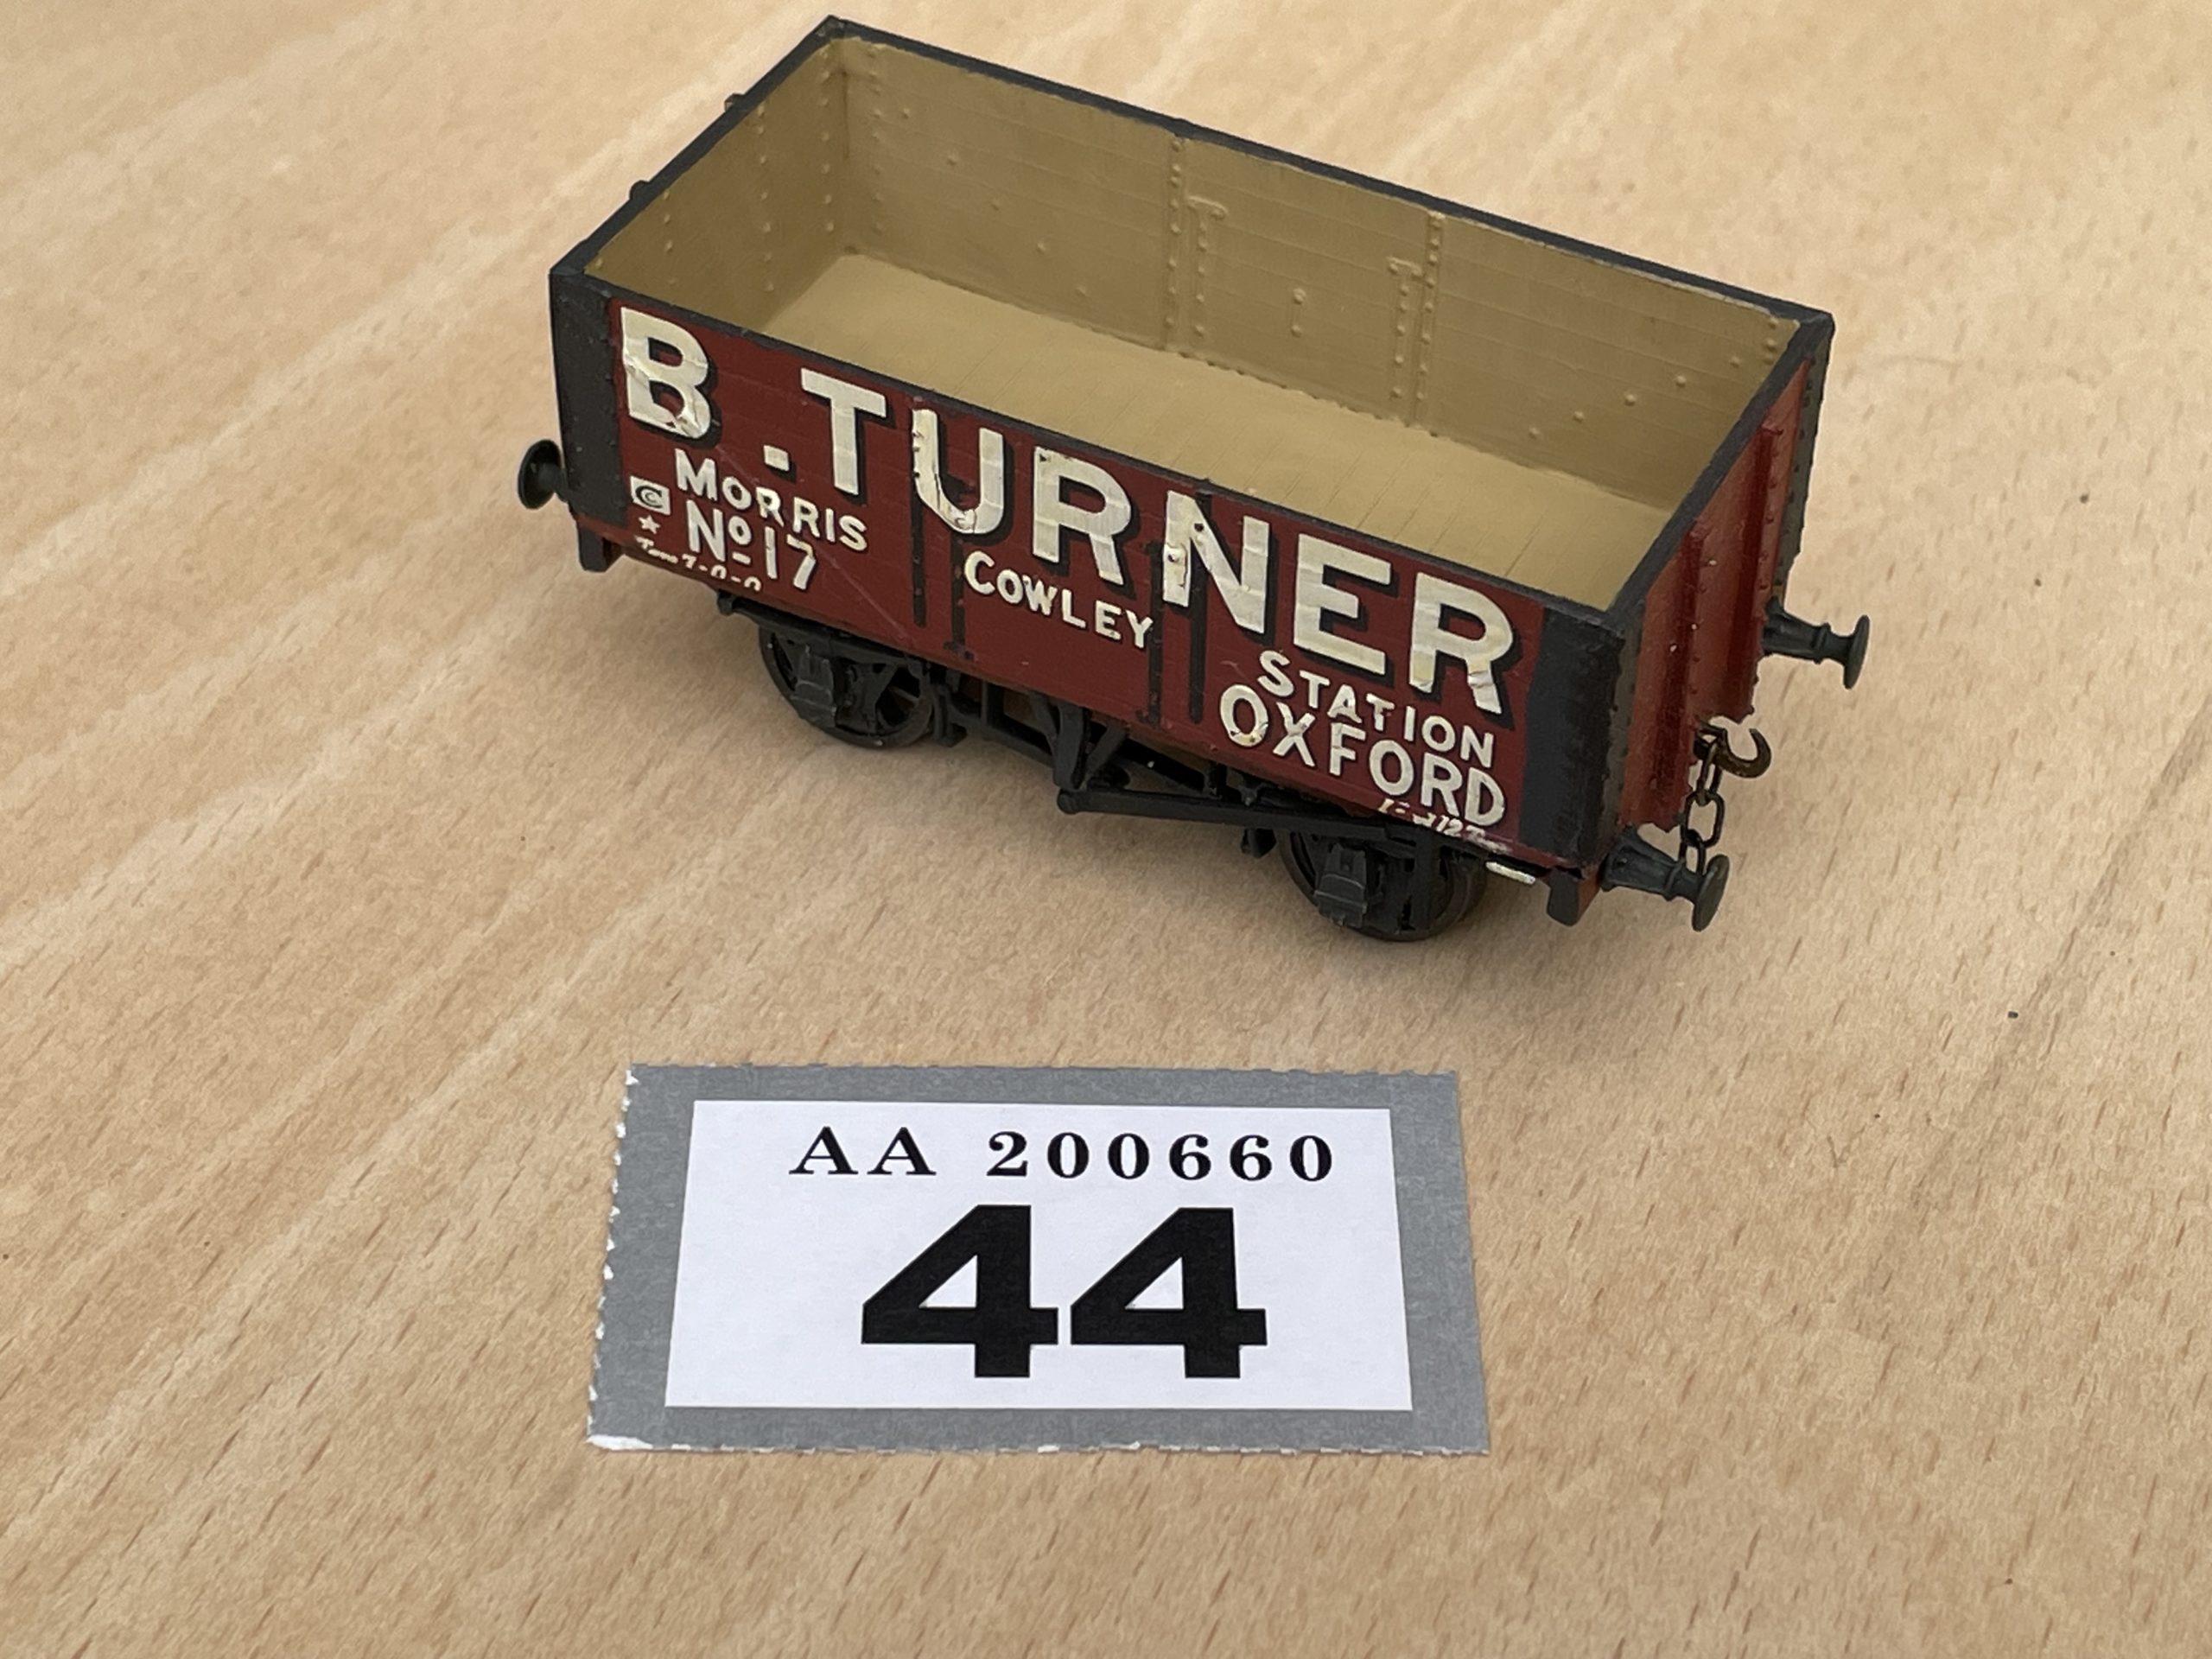 B. TURNER
MORRIS COWLEY STATION
C
No 17 OXFORD
AA 200660
44